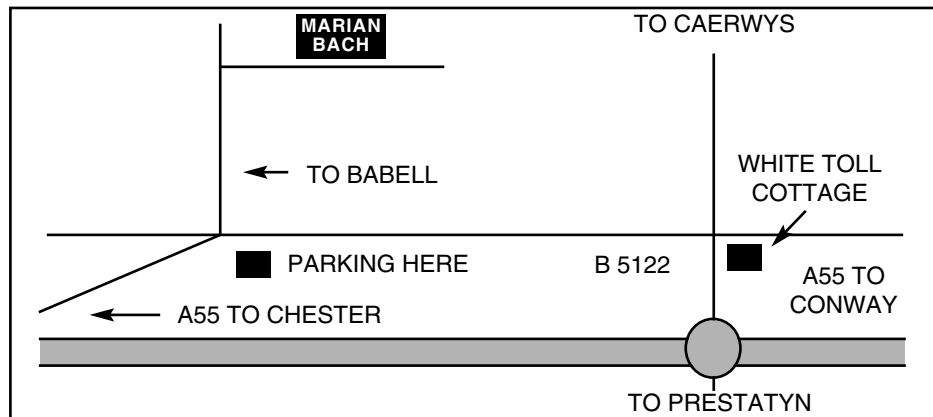 MARIAN
BACH
TO CAERWYS
TO BABELL
WHITE TOLL
COTTAGE
PARKING HERE
B 5122
A55 TO
CONWAY
A55 TO CHESTER
TO PRESTATYN